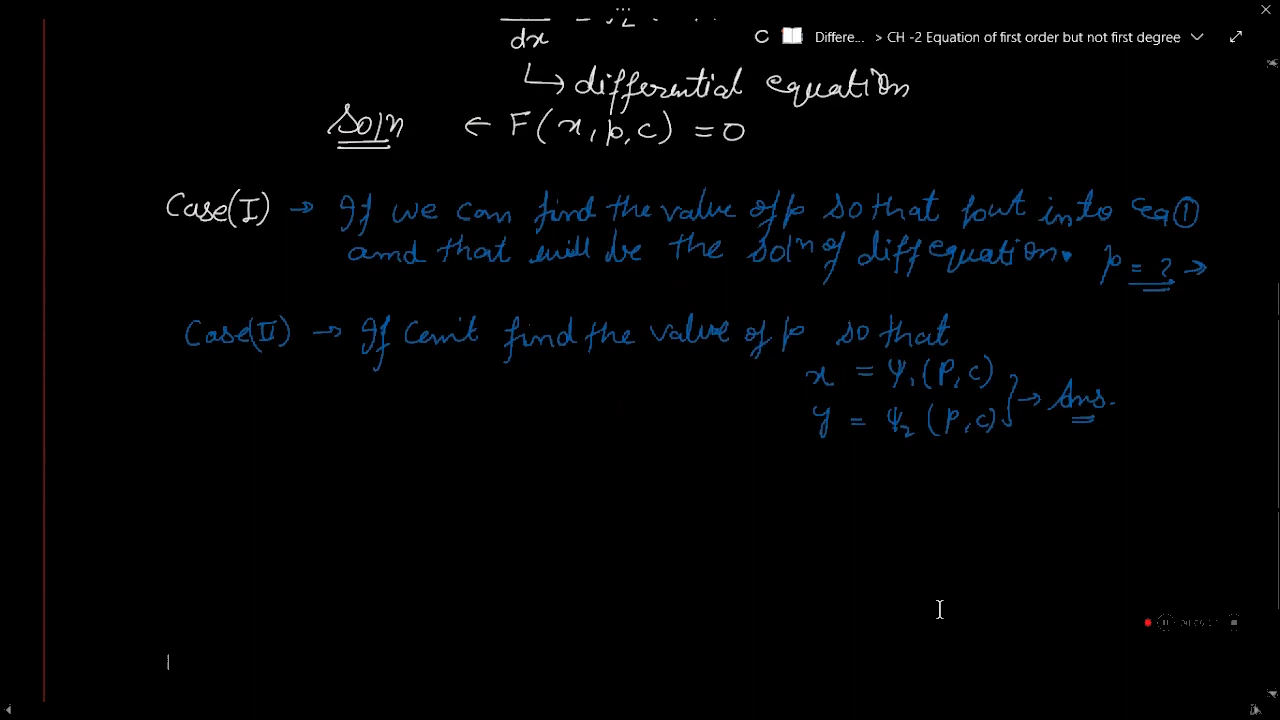 dx
C Differe... > CH -2 Equation of first order but not first degree
↳ differential equation
Soln ← F(x, p, c) = 0
Case(I) → If we can find the value of p so that put into eq ①
and that will be the soln of diff equation. p = ? →
Case(II) → If can't find the value of p so that
x = ψ₁(P, c)
y = ψ₂(P, c) } → Ans.